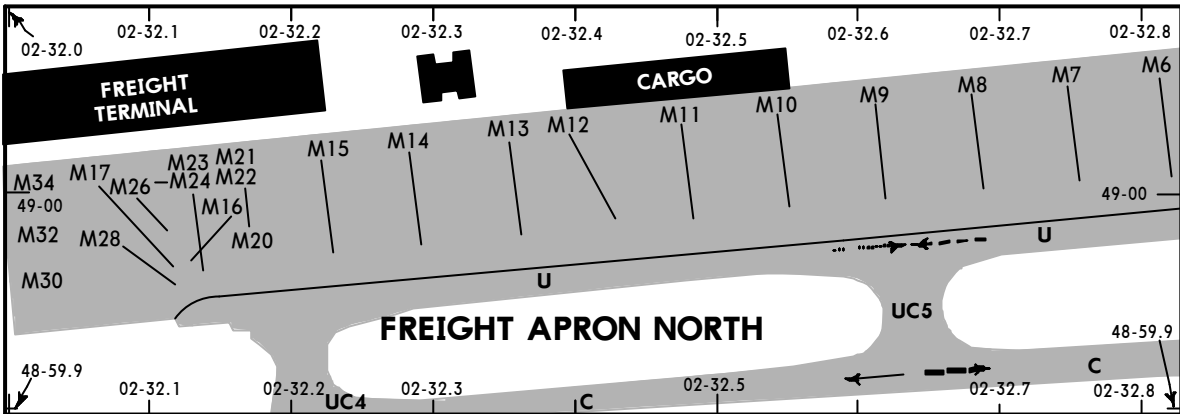 02-32.0
02-32.1
02-32.2
02-32.3
02-32.4
02-32.5
02-32.6
02-32.7
02-32.8
FREIGHT
TERMINAL
CARGO
M6
M7
M8
M9
M10
M11
M12
M13
M14
M15
M21
M23
M22
M24
M17
M26
M16
M20
M28
M34
49-00
M32
M30
49-00
U
U
UC5
FREIGHT APRON NORTH
48-59.9
48-59.9
C
02-32.1
02-32.2
02-32.3
02-32.5
02-32.7
02-32.8
UC4
C